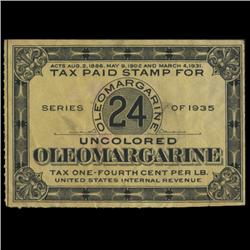 ACTS AUG. 2, 1886, MAY 9, 1902 AND MARCH 4, 1931.
TAX PAID STAMP FOR
OLEOMARGARINE
SERIES 24 OF 1935
OLEOMARGARINE
UNCOLORED
OLEOMARGARINE
TAX ONE-FOURTH CENT PER LB.
UNITED STATES INTERNAL REVENUE